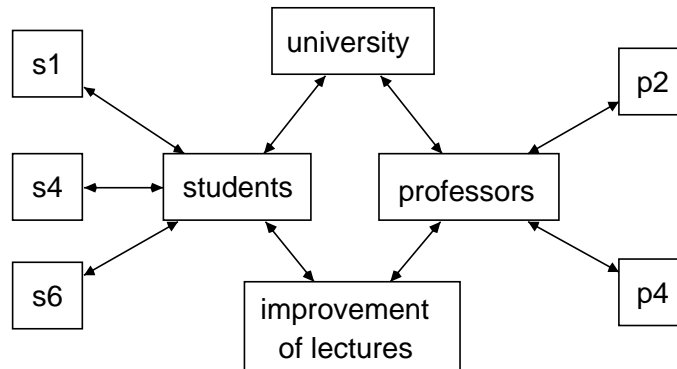 university
s1
p2
s4
students
professors
s6
p4
improvement
of lectures